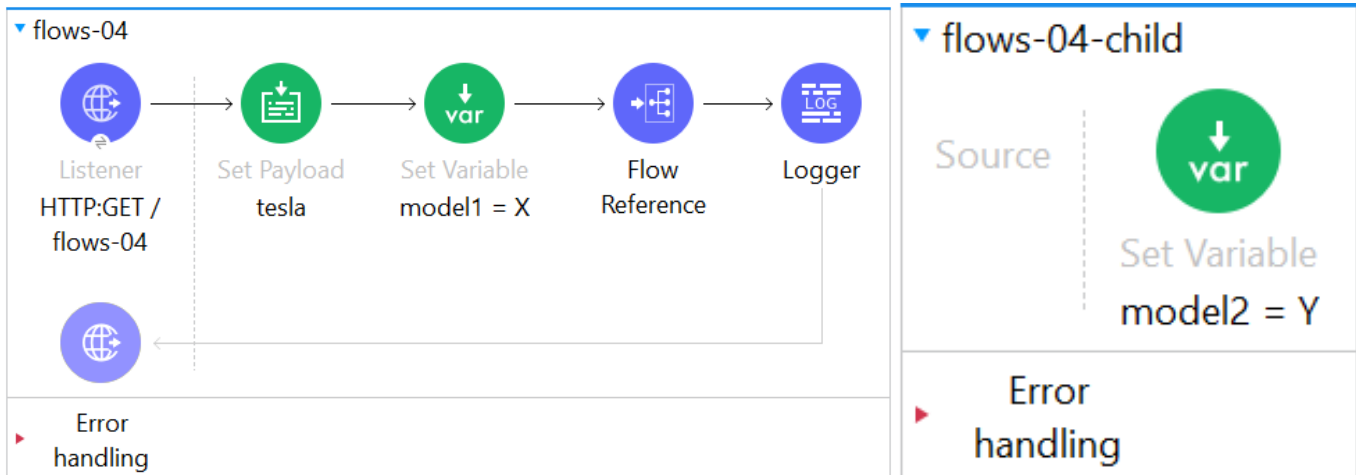 flows-04
Listener
HTTP:GET /
flows-04
Set Payload
tesla
var
Set Variable
model1 = X
Flow
Reference
LOG
Logger
Error
handling
flows-04-child
Source
var
Set Variable
model2 = Y
Error
handling